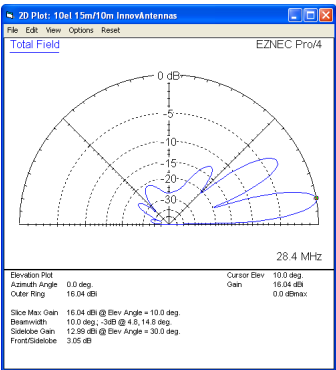 2D Plot: 10el 15m/10m InnovAntennas
File Edit View Options Reset
Total Field
EZNEC Pro/4
0 dB
-5
-10
-15
-20
-30
28.4 MHz
Elevation Plot
Azimuth Angle 0.0 deg.
Outer Ring 16.04 dBi
Cursor Elev 10.0 deg.
Gain 16.04 dBi
0.0 dBmax
Slice Max Gain 16.04 dBi @ Elev Angle = 10.0 deg.
Beamwidth 10.0 deg.; -3dB @ 4.8, 14.8 deg.
Sidelobe Gain 12.99 dBi @ Elev Angle = 30.0 deg.
Front/Sidelobe 3.05 dB